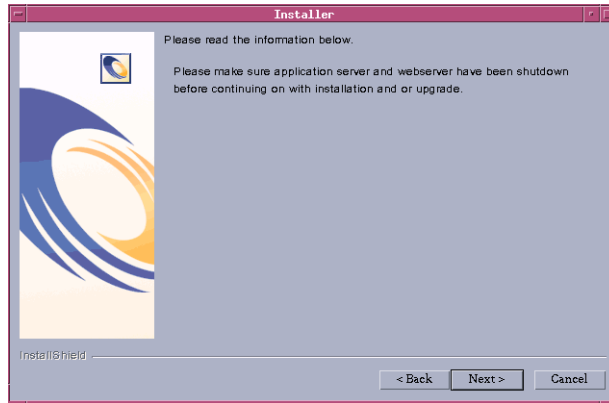 Installer
Please read the information below.
Please make sure application server and webserver have been shutdown
before continuing on with installation and or upgrade.
InstallShield
< Back
Next >
Cancel